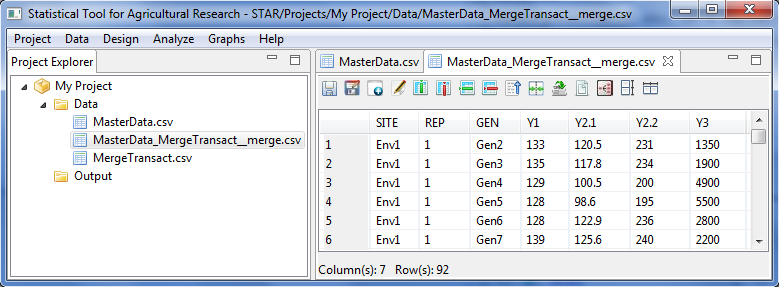 Statistical Tool for Agricultural Research - STAR/Projects/My Project/Data/MasterData_MergeTransact__merge.csv
Project Data Design Analyze Graphs Help
Project Explorer
My Project
Data
MasterData.csv
MasterData_MergeTransact__merge.csv
MergeTransact.csv
Output
MasterData.csv MasterData_MergeTransact__merge.csv
SITE REP GEN Y1 Y2.1 Y2.2 Y3
1 Env1 1 Gen2 133 120.5 231 1350
2 Env1 1 Gen3 135 117.8 234 1900
3 Env1 1 Gen4 129 100.5 200 4900
4 Env1 1 Gen5 128 98.6 195 5500
5 Env1 1 Gen6 128 122.9 236 2800
6 Env1 1 Gen7 139 125.6 240 2200
Column(s): 7 Row(s): 92